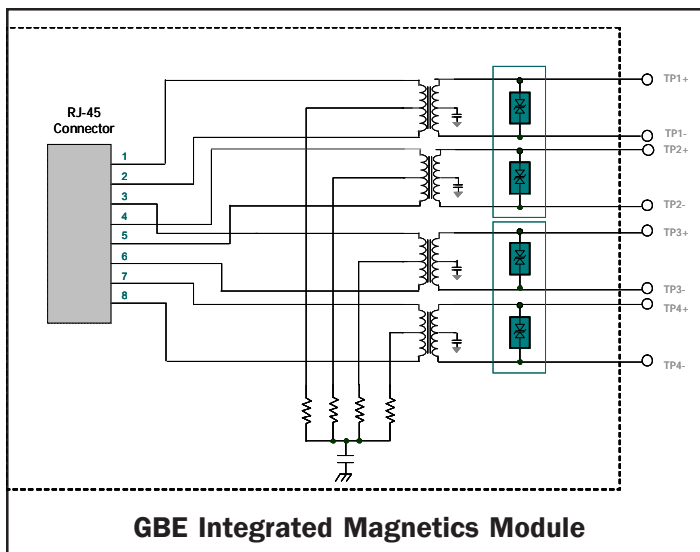 RJ-45
Connector
1
2
3
4
5
6
7
8
TP1+
TP1-
TP2+
TP2-
TP3+
TP3-
TP4+
TP4-
GBE Integrated Magnetics Module